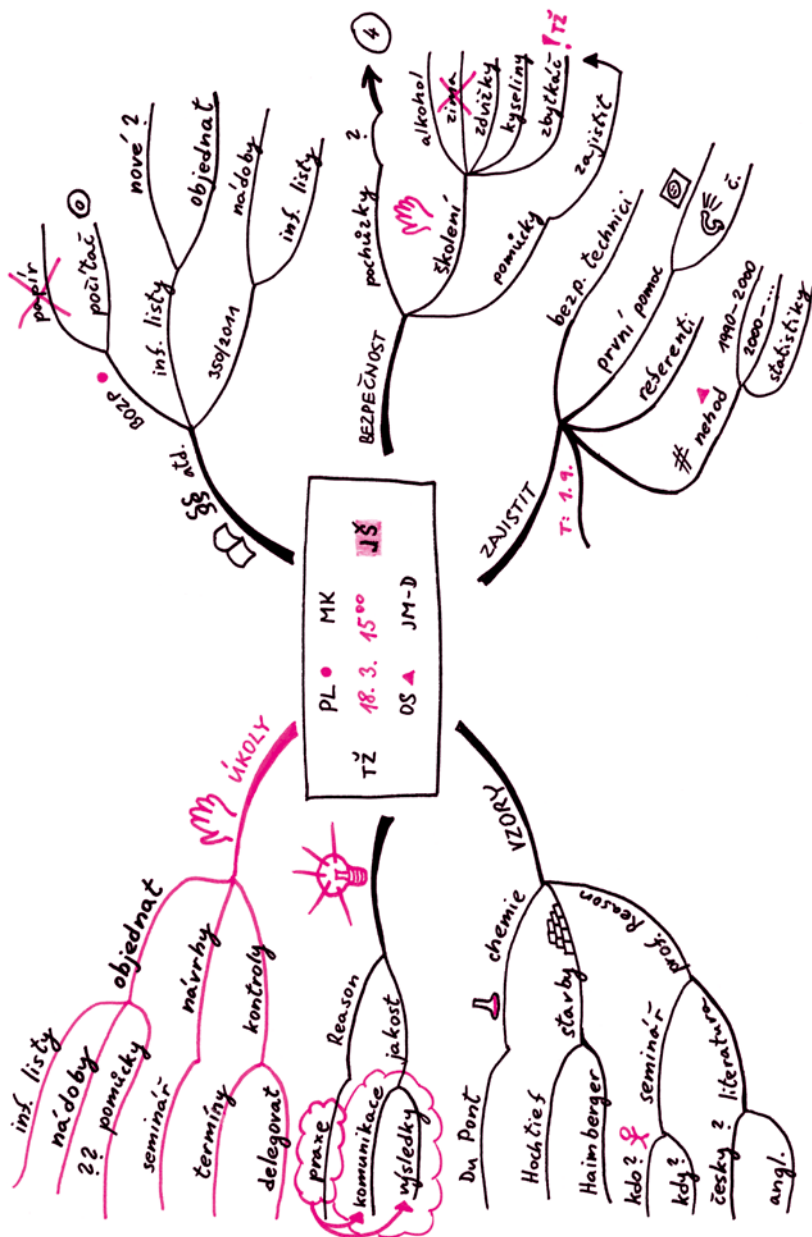 TŽ PL MK
18. 3. 15⁰⁰ JŠ
OS JM-D
§§ atd.
BOZP
papír
počítač
0
inf. listy
nové?
objednat
350/2011
nádoby
inf. listy
BEZPEČNOST
pochůzky
?
4
školení
alkohol
zima
zdvižky
kyseliny
zbytkáč
! TŽ
pomůcky
zajistit
ZAJISTIT
bezp. technici
první pomoc
č.
referenti
# nehod
1990-2000
2000-...
statistiky
T: 1.9.
VZORY
chemie
Du Pont
stavby
Hochtief
Haimberger
prof. Reason
seminář
kdo?
kdy?
literatura
česky?
angl.
Reason
praxe
jakost
komunikace
výsledky
ÚKOLY
objednat
inf. listy
nádoby
?? pomůcky
návrhy
seminář
kontroly
termíny
delegovat